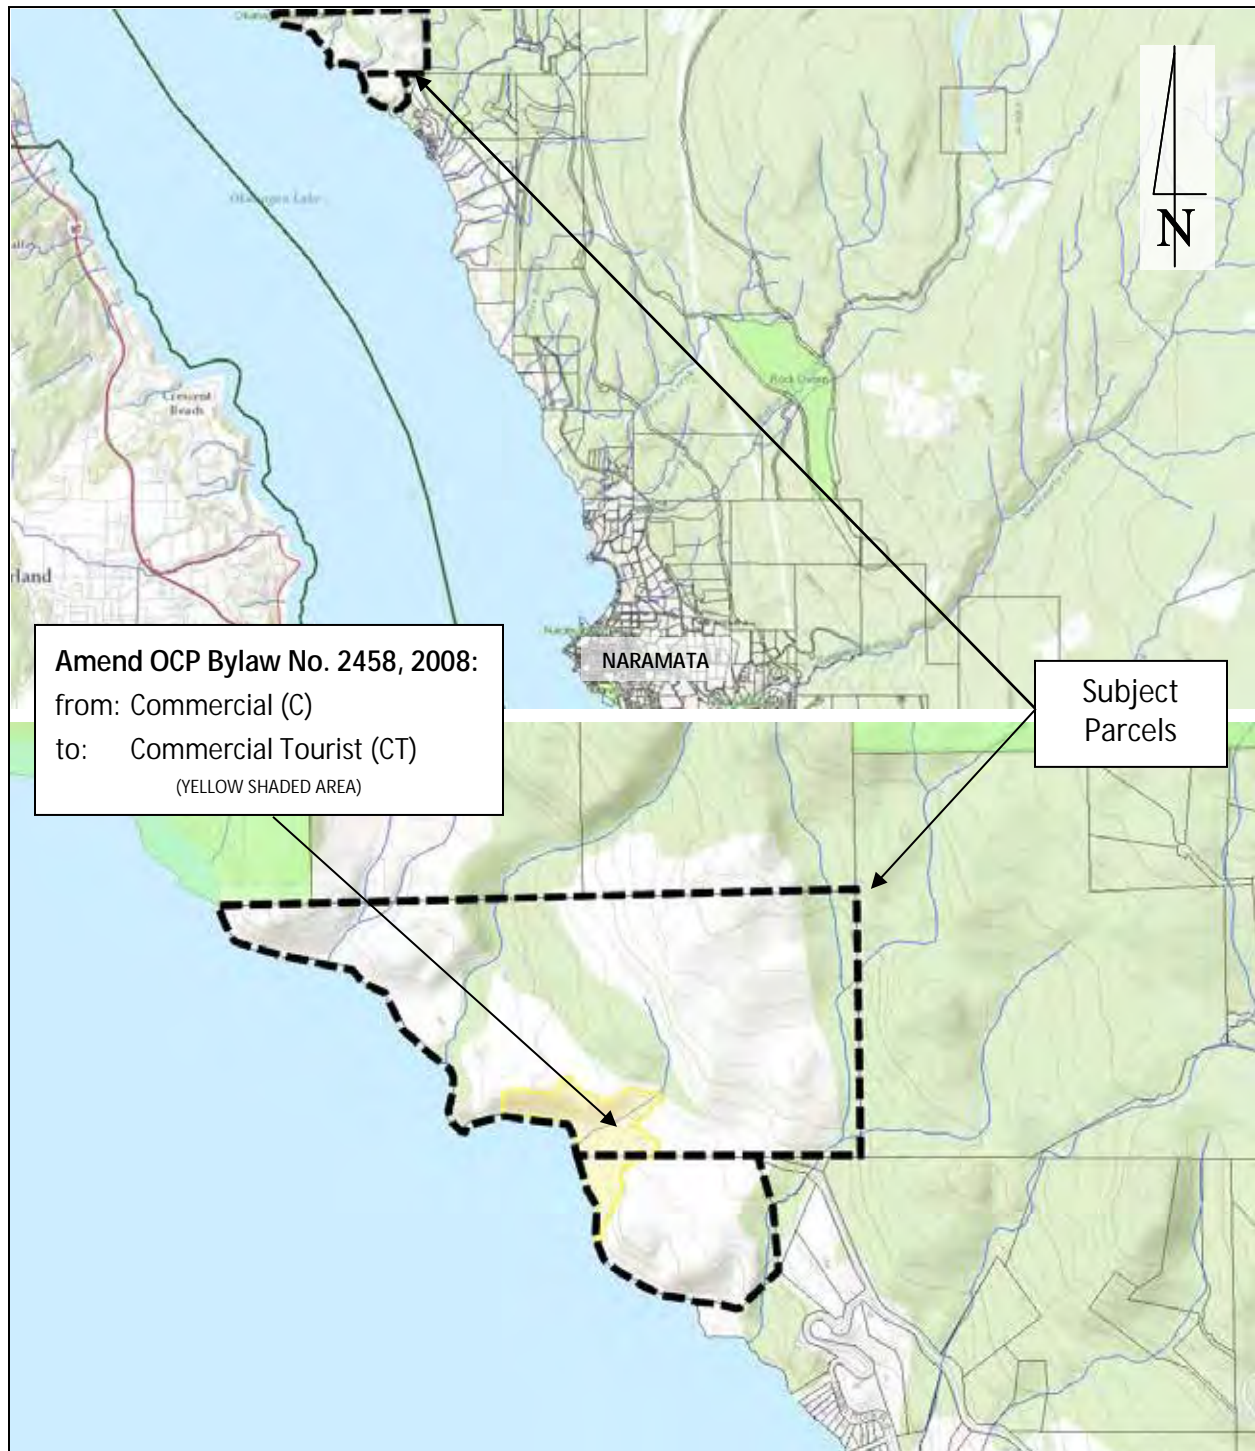 Okanagan Lake
N
Crescent
Beach
Rock Ovens
rland
NARAMATA
Amend OCP Bylaw No. 2458, 2008:
from: Commercial (C)
to: Commercial Tourist (CT)
(YELLOW SHADED AREA)
Subject
Parcels